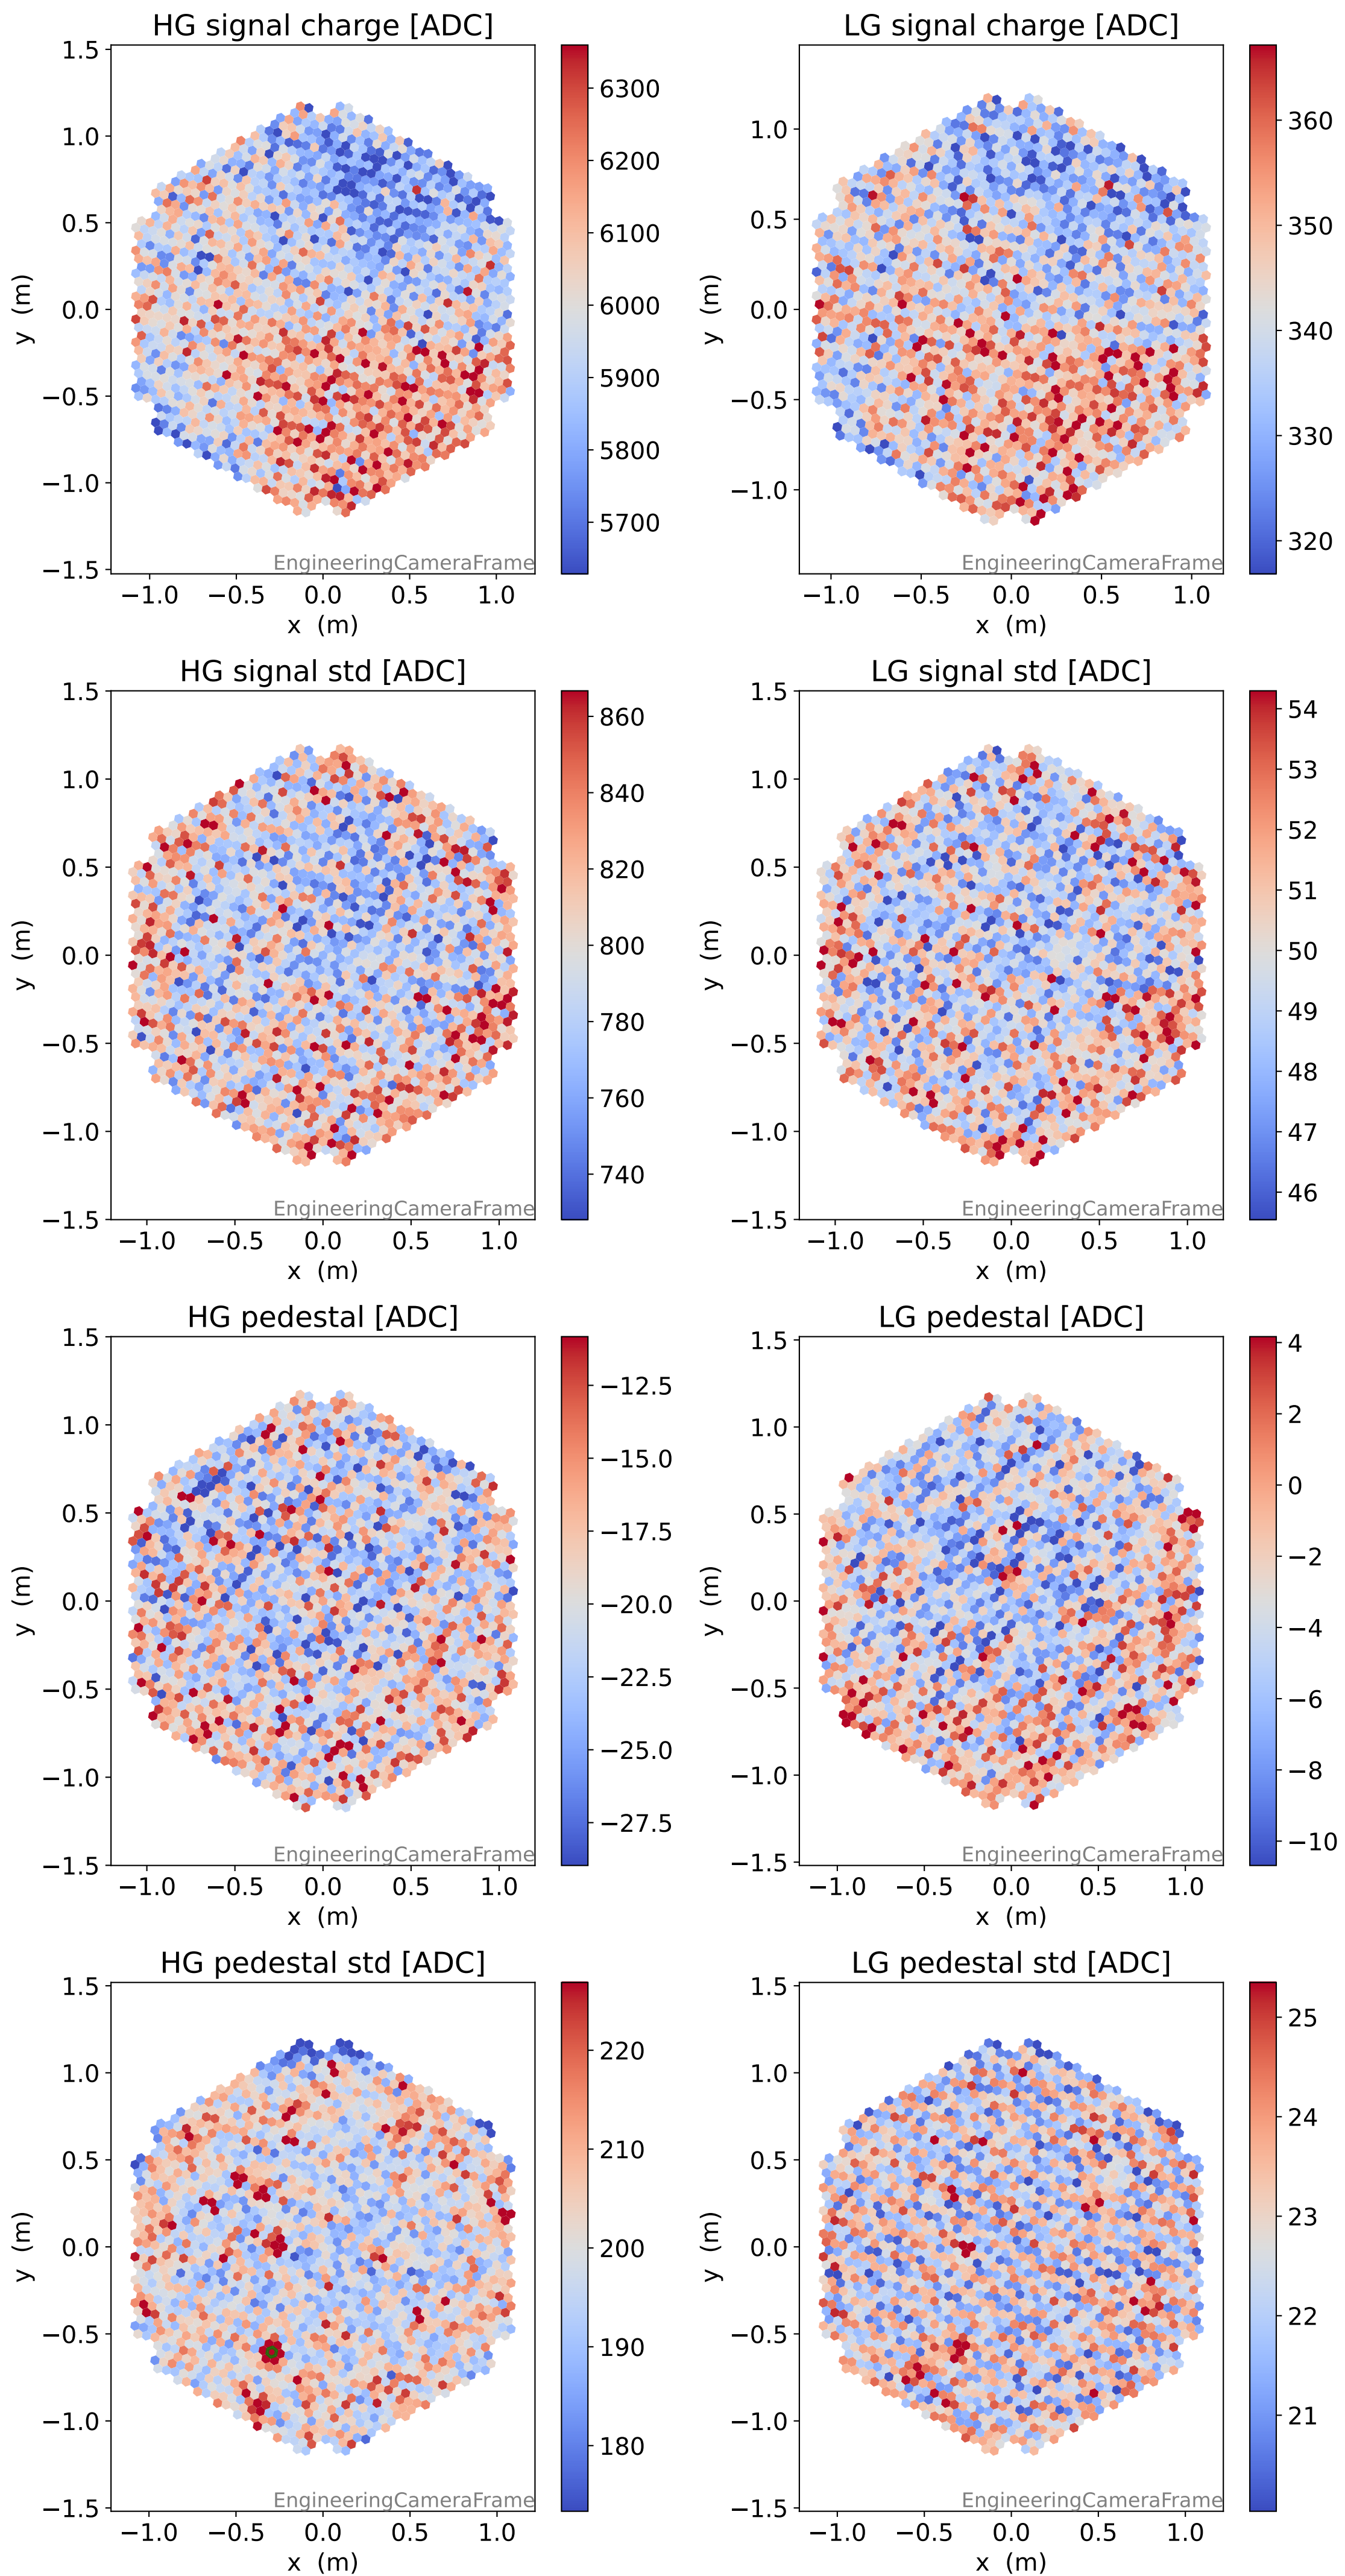 HG signal charge [ADC]
LG signal charge [ADC]
1.5
1.0
0.5
0.0
−0.5
−1.0
−1.5
y (m)
−1.0 −0.5 0.0 0.5 1.0
x (m)
EngineeringCameraFrame
6300
6200
6100
6000
5900
5800
5700
1.0
0.5
0.0
−0.5
−1.0
y (m)
−1.0 −0.5 0.0 0.5 1.0
x (m)
EngineeringCameraFrame
360
350
340
330
320
HG signal std [ADC]
LG signal std [ADC]
1.5
1.0
0.5
0.0
−0.5
−1.0
−1.5
y (m)
−1.0 −0.5 0.0 0.5 1.0
x (m)
EngineeringCameraFrame
860
840
820
800
780
760
740
1.5
1.0
0.5
0.0
−0.5
−1.0
−1.5
y (m)
−1.0 −0.5 0.0 0.5 1.0
x (m)
EngineeringCameraFrame
54
53
52
51
50
49
48
47
46
HG pedestal [ADC]
LG pedestal [ADC]
1.5
1.0
0.5
0.0
−0.5
−1.0
−1.5
y (m)
−1.0 −0.5 0.0 0.5 1.0
x (m)
EngineeringCameraFrame
−12.5
−15.0
−17.5
−20.0
−22.5
−25.0
−27.5
1.5
1.0
0.5
0.0
−0.5
−1.0
−1.5
y (m)
−1.0 −0.5 0.0 0.5 1.0
x (m)
EngineeringCameraFrame
4
2
0
−2
−4
−6
−8
−10
HG pedestal std [ADC]
LG pedestal std [ADC]
1.5
1.0
0.5
0.0
−0.5
−1.0
−1.5
y (m)
−1.0 −0.5 0.0 0.5 1.0
x (m)
EngineeringCameraFrame
220
210
200
190
180
1.5
1.0
0.5
0.0
−0.5
−1.0
−1.5
y (m)
−1.0 −0.5 0.0 0.5 1.0
x (m)
EngineeringCameraFrame
25
24
23
22
21